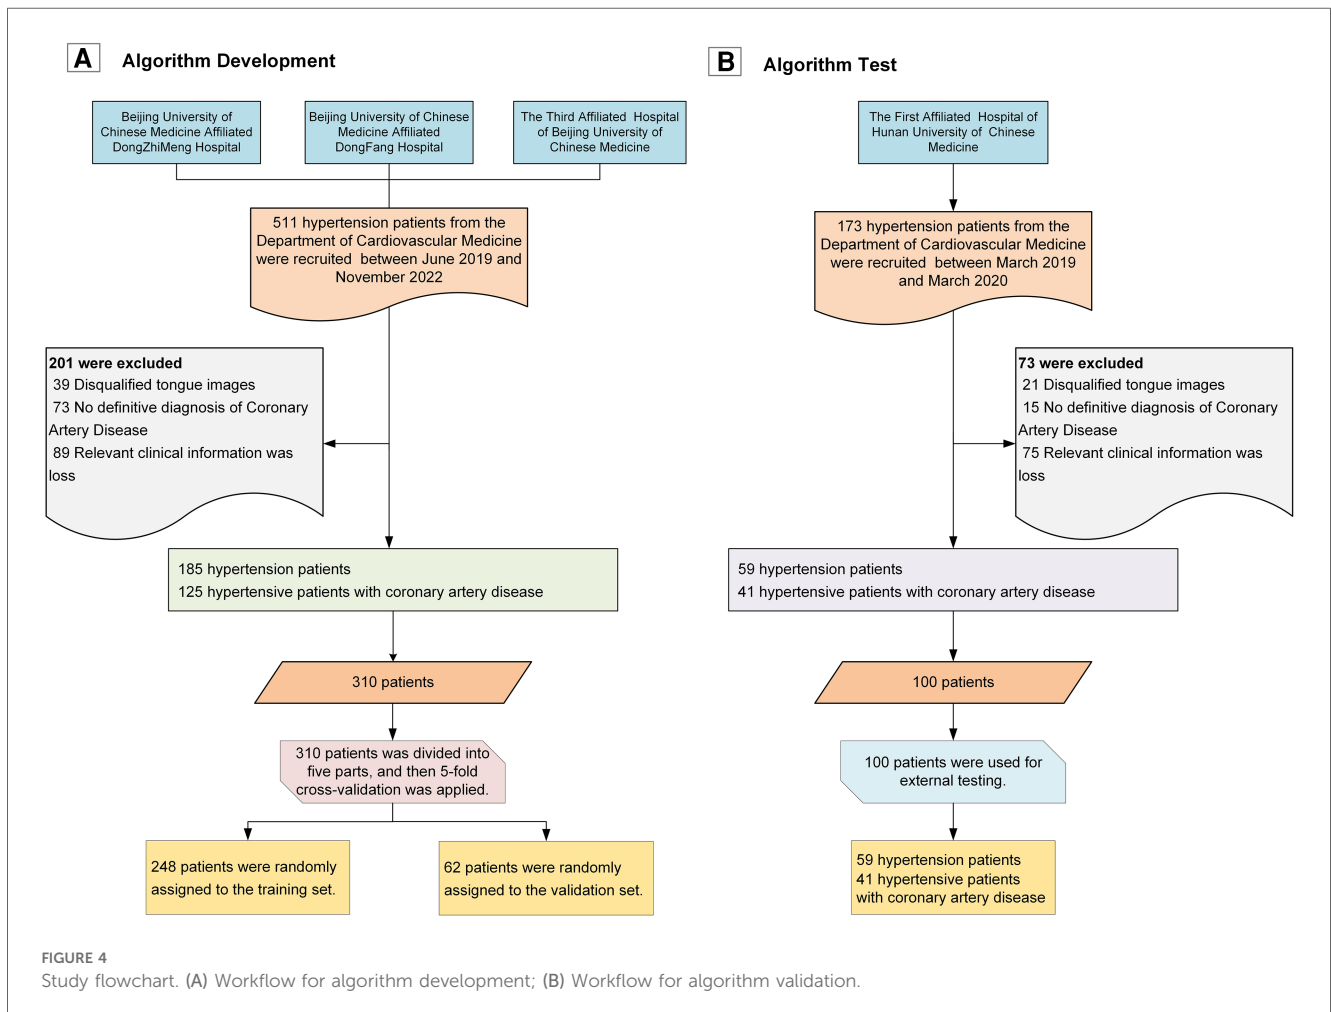 A Algorithm Development
Beijing University of
Chinese Medicine Affiliated
DongZhiMeng Hospital
Beijing University of Chinese
Medicine Affiliated
DongFang Hospital
The Third Affiliated Hospital
of Beijing University of
Chinese Medicine
511 hypertension patients from the
Department of Cardiovascular Medicine
were recruited between June 2019 and
November 2022
201 were excluded
39 Disqualified tongue images
73 No definitive diagnosis of Coronary
Artery Disease
89 Relevant clinical information was
loss
185 hypertension patients
125 hypertensive patients with coronary artery disease
310 patients
310 patients was divided into
five parts, and then 5-fold
cross-validation was applied.
248 patients were randomly
assigned to the training set.
62 patients were randomly
assigned to the validation set.
B Algorithm Test
The First Affiliated Hospital of
Hunan University of Chinese
Medicine
173 hypertension patients from the
Department of Cardiovascular Medicine
were recruited between March 2019
and March 2020
73 were excluded
21 Disqualified tongue images
15 No definitive diagnosis of Coronary
Artery Disease
75 Relevant clinical information was
loss
59 hypertension patients
41 hypertensive patients with coronary artery disease
100 patients
100 patients were used for
external testing.
59 hypertension patients
41 hypertensive patients
with coronary artery disease
FIGURE 4
Study flowchart. (A) Workflow for algorithm development; (B) Workflow for algorithm validation.